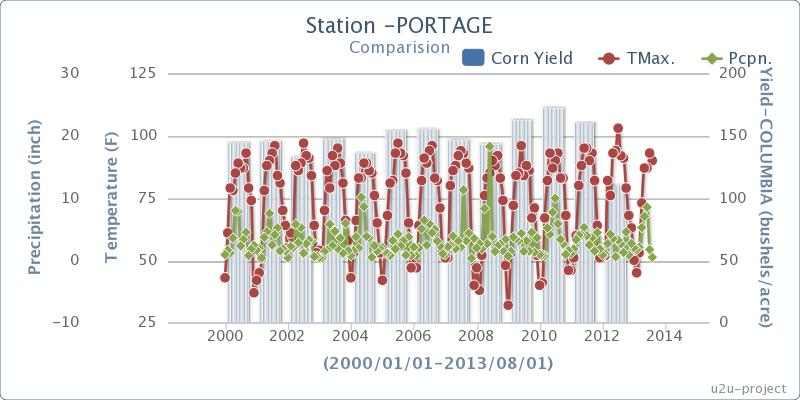 Station -PORTAGE
Comparision
Corn Yield TMax. Pcpn.
30 125 200
20 100 150
10 75 100
0 50 50
-10 25 0
Precipitation (inch)
Temperature (F)
Yield-COLUMBIA (bushels/acre)
2000 2002 2004 2006 2008 2010 2012 2014
(2000/01/01-2013/08/01)
u2u-project